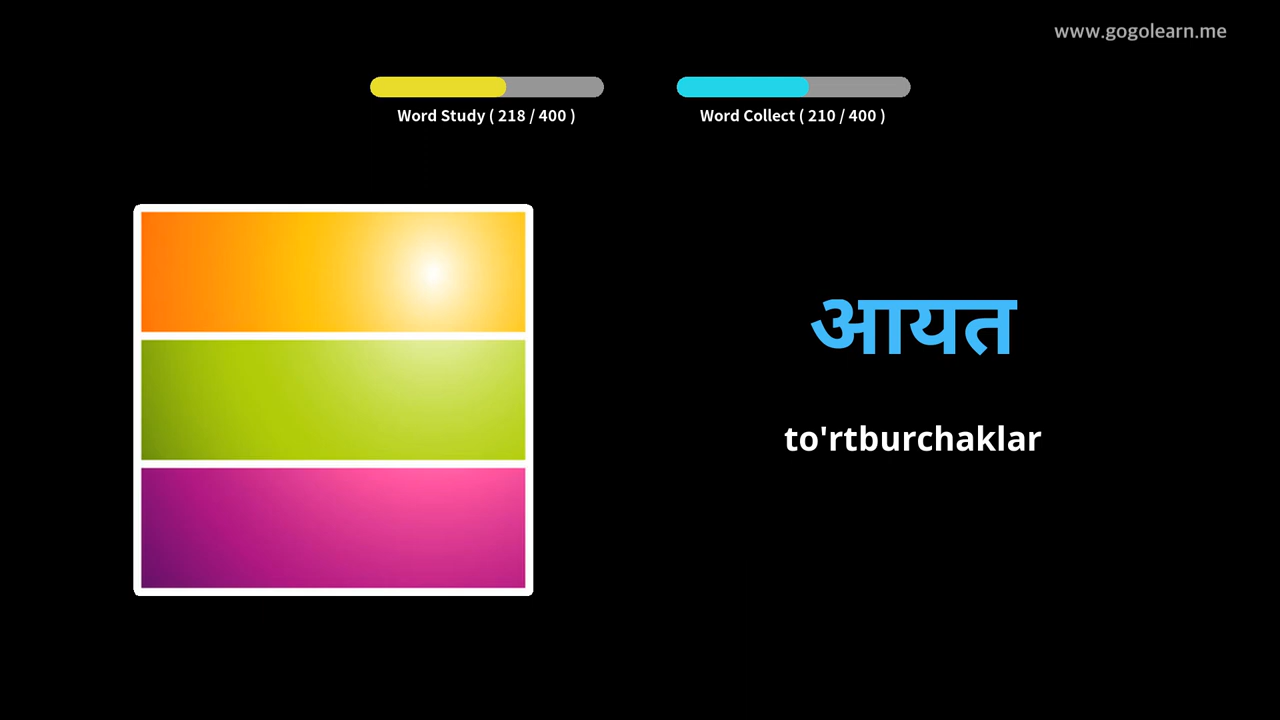 www.gogolearn.me
Word Study ( 218 / 400 )
Word Collect ( 210 / 400 )
आयत
to'rtburchaklar